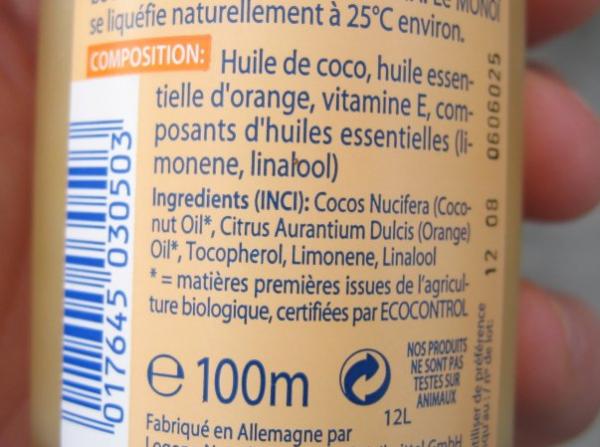 se liquéfie naturellement à 25°C environ.
COMPOSITION: Huile de coco, huile essen-
tielle d'orange, vitamine E, com-
posants d'huiles essentielles (li-
monene, linalool)
Ingredients (INCI): Cocos Nucifera (Coco-
nut Oil*, Citrus Aurantium Dulcis (Orange)
Oil*, Tocopherol, Limonene, Linalool
* = matières premières issues de l'agricul-
ture biologique, certifiées par ECOCONTROL
e 100m
12L
NOS PRODUITS
NE SONT PAS
TESTES SUR
ANIMAUX
Fabriqué en Allemagne par
017645 030503
12 08 0606025
de préférence